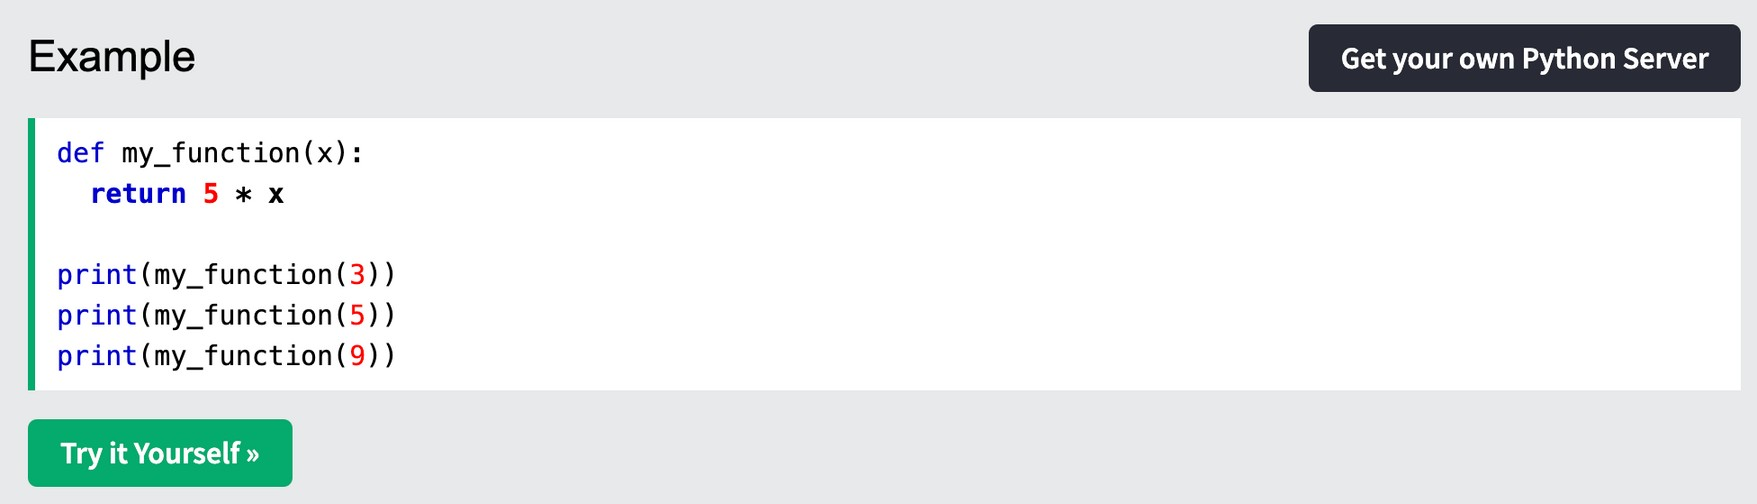 Example
Get your own Python Server
def my_function(x):
  return 5 * x
print(my_function(3))
print(my_function(5))
print(my_function(9))
Try it Yourself »